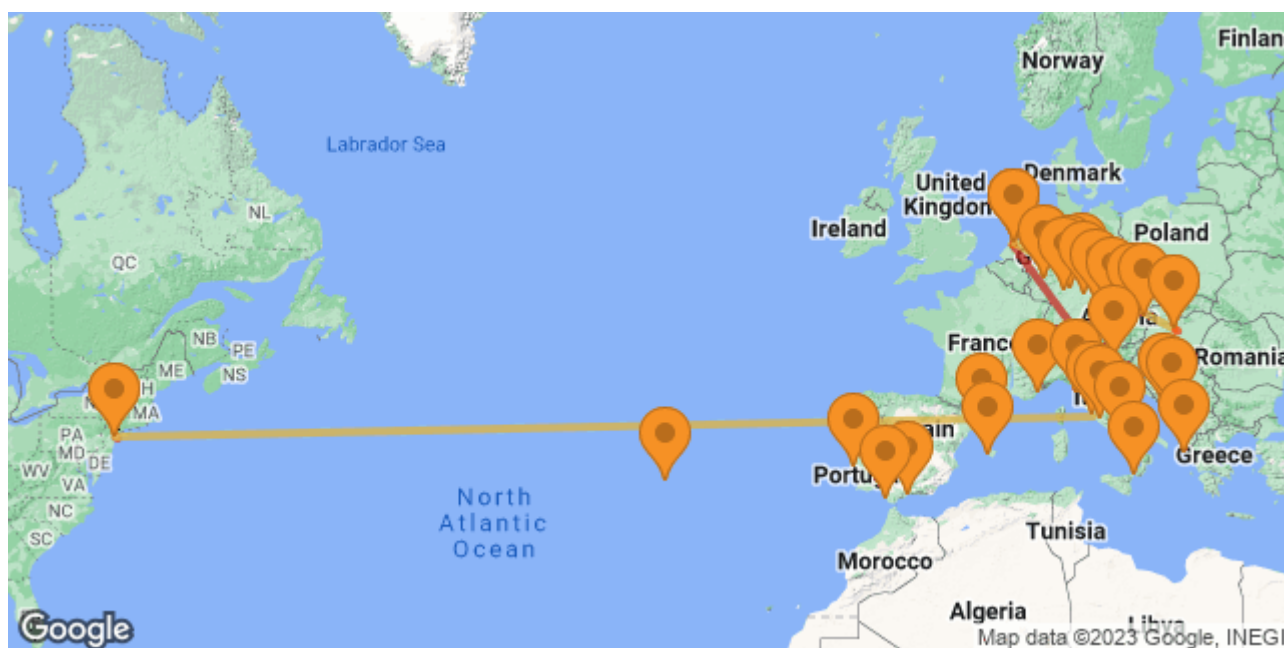 Finlan
Norway
Labrador Sea
Denmark
United
Kingdom
NL
Ireland
Poland
QC
NB
PE
ME
NS
France
Romania
H
MA
PA
MD
DE
WV
VA
NC
SC
Portug
ain
Greece
North
Atlantic
Ocean
Tunisia
Morocco
Algeria
Libya
Google
Map data ©2023 Google, INEGI